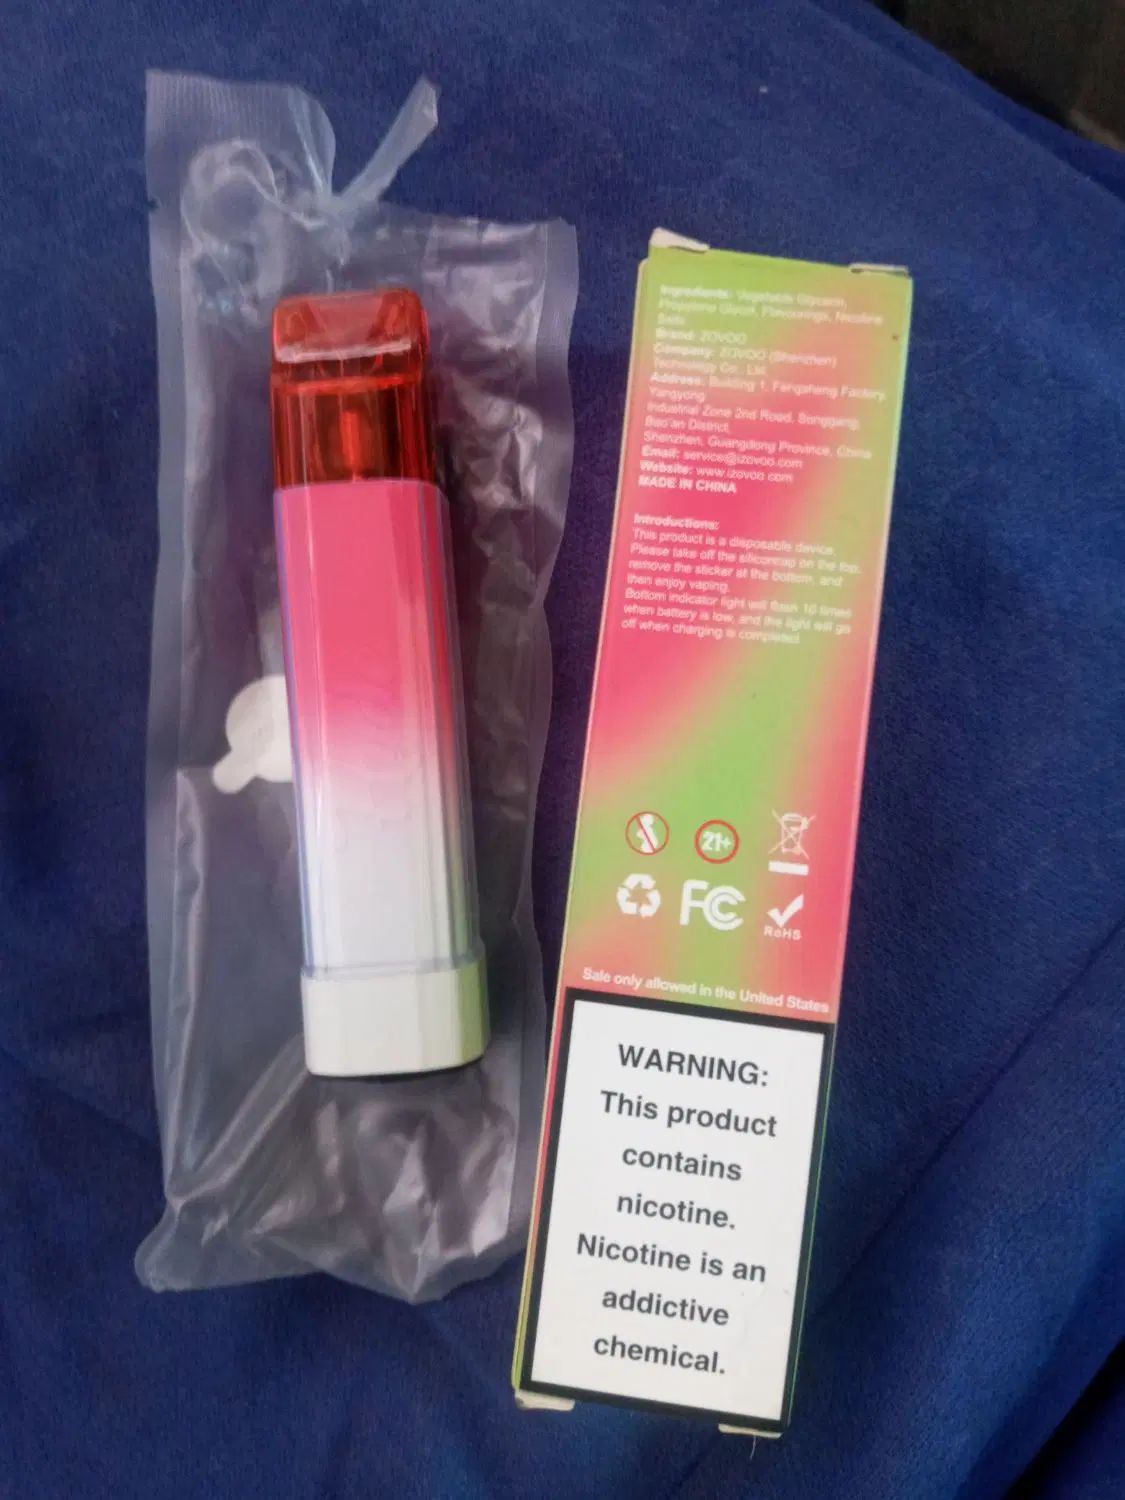 Ingredients: Vegetable Glycerin,
Propylene Glycol, Flavourings, Nicotine
Salts
Brand: ZOVOO
Company: ZOVOO (Shenzhen)
Technology Co., Ltd
Address: Building 1, Fengzheng Factory,
Yangyong
Industrial Zone 2nd Road, Songgang,
Bao'an District,
Shenzhen, Guangdong Province, China
Email: service@izovoo.com
Website: www.izovoo.com
MADE IN CHINA
Introductions:
This product is a disposable device.
Please take off the siliconcap on the top,
remove the sticker at the bottom, and
then enjoy vaping.
Bottom indicator light will flash 10 times
when battery is low, and the light will go
off when charging is completed.
21+
FC
RoHS
Sale only allowed in the United States
WARNING:
This product
contains
nicotine.
Nicotine is an
addictive
chemical.